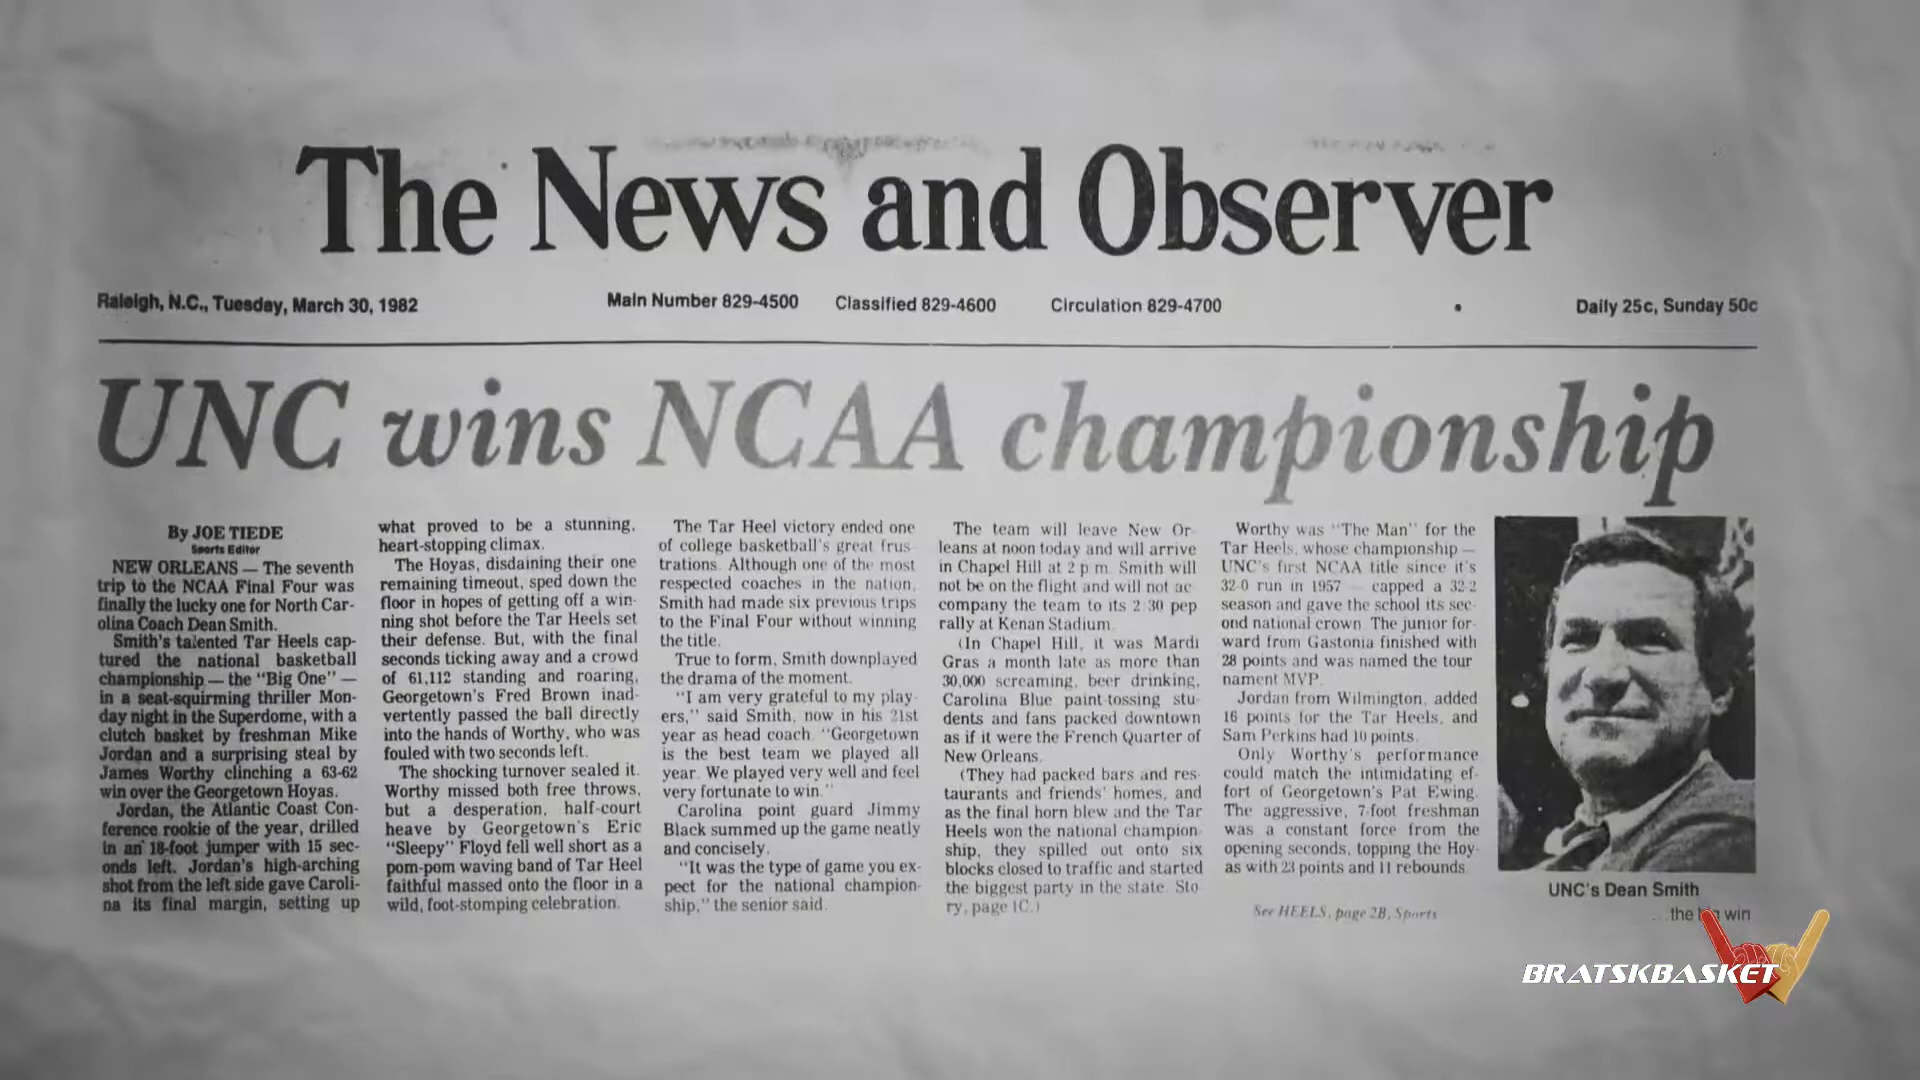 The News and Observer
Raleigh, N.C., Tuesday, March 30, 1982 Main Number 829-4500 Classified 829-4600 Circulation 829-4700 Daily 25c, Sunday 50c
UNC wins NCAA championship
By JOE TIEDE
Sports Editor
NEW ORLEANS — The seventh
trip to the NCAA Final Four was
finally the lucky one for North Car-
olina Coach Dean Smith.
Smith's talented Tar Heels cap-
tured the national basketball
championship — the "Big One" —
in a seat-squirming thriller Mon-
day night in the Superdome, with a
clutch basket by freshman Mike
Jordan and a surprising steal by
James Worthy clinching a 63-62
win over the Georgetown Hoyas.
Jordan, the Atlantic Coast Con-
ference rookie of the year, drilled
in an 18-foot jumper with 15 sec-
onds left. Jordan's high-arching
shot from the left side gave Caroli-
na its final margin, setting up
what proved to be a stunning,
heart-stopping climax.
The Hoyas, disdaining their one
remaining timeout, sped down the
floor in hopes of getting off a win-
ning shot before the Tar Heels set
their defense. But, with the final
seconds ticking away and a crowd
of 61,112 standing and roaring,
Georgetown's Fred Brown inad-
vertently passed the ball directly
into the hands of Worthy, who was
fouled with two seconds left.
The shocking turnover sealed it.
Worthy missed both free throws,
but a desperation, half-court
heave by Georgetown's Eric
"Sleepy" Floyd fell well short as a
pom-pom waving band of Tar Heel
faithful massed onto the floor in a
wild, foot-stomping celebration.
The Tar Heel victory ended one
of college basketball's great frus-
trations. Although one of the most
respected coaches in the nation,
Smith had made six previous trips
to the Final Four without winning
the title.
True to form, Smith downplayed
the drama of the moment.
"I am very grateful to my play-
ers," said Smith, now in his 21st
year as head coach. "Georgetown
is the best team we played all
year. We played very well and feel
very fortunate to win."
Carolina point guard Jimmy
Black summed up the game neatly
and concisely.
"It was the type of game you ex-
pect for the national champion-
ship," the senior said.
The team will leave New Or-
leans at noon today and will arrive
in Chapel Hill at 2 p.m. Smith will
not be on the flight and will not ac-
company the team to its 2:30 pep
rally at Kenan Stadium.
(In Chapel Hill, it was Mardi
Gras a month late as more than
30,000 screaming, beer drinking,
Carolina Blue paint-tossing stu-
dents and fans packed downtown
as if it were the French Quarter of
New Orleans.
(They had packed bars and res-
taurants and friends' homes, and
as the final horn blew and the Tar
Heels won the national champion-
ship, they spilled out onto six
blocks closed to traffic and started
the biggest party in the state. Sto-
ry, page 1C.)
Worthy was "The Man" for the
Tar Heels, whose championship —
UNC's first NCAA title since it's
32-0 run in 1957 — capped a 32-2
season and gave the school its sec-
ond national crown. The junior for-
ward from Gastonia finished with
28 points and was named the tour-
nament MVP.
Jordan from Wilmington, added
16 points for the Tar Heels, and
Sam Perkins had 10 points.
Only Worthy's performance
could match the intimidating ef-
fort of Georgetown's Pat Ewing.
The aggressive, 7-foot freshman
was a constant force from the
opening seconds, topping the Hoy-
as with 23 points and 11 rebounds.
See HEELS, page 2B, Sports
UNC's Dean Smith
...the win
BRATSKBASKET